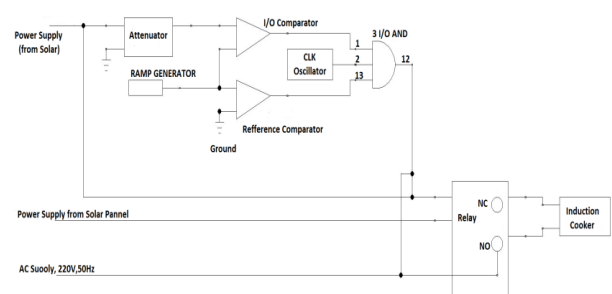 I/O Comparator
3 I/O AND
Power Supply
(from Solar)
Attenuator
1
CLK
Oscillator
2
12
RAMP GENERATOR
13
Refference Comparator
Ground
NC
Power Supply from Solar Pannel
Relay
Induction
Cooker
NO
AC Suooly, 220V,50Hz